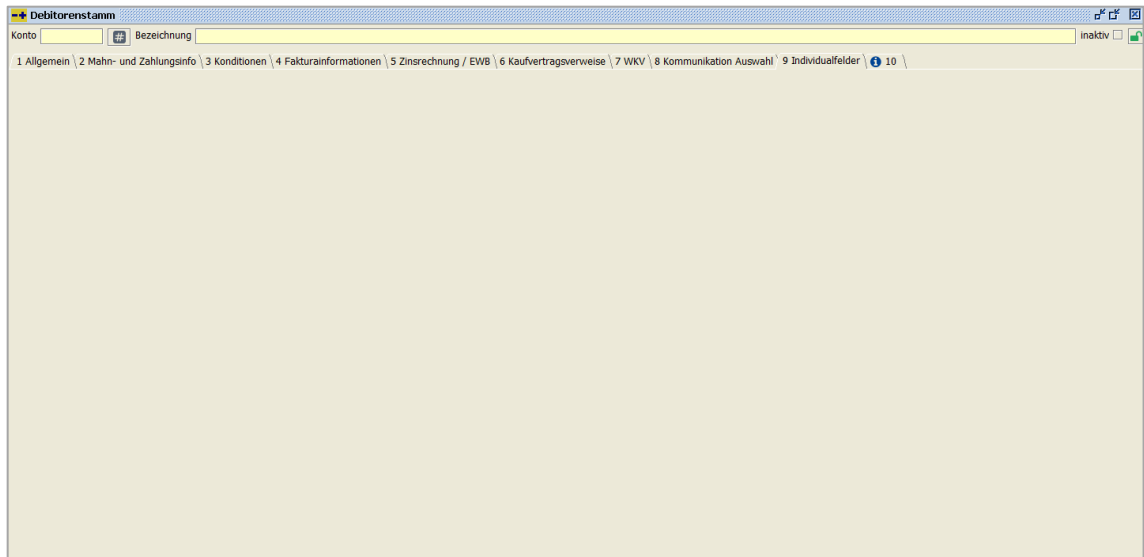 Debitorenstamm
Konto # Bezeichnung inaktiv
1 Allgemein \ 2 Mahn- und Zahlungsinfo \ 3 Konditionen \ 4 Fakturainformationen \ 5 Zinsrechnung / EWB \ 6 Kaufvertragsverweise \ 7 WKV \ 8 Kommunikation Auswahl 9 Individualfelder \ i 10 \